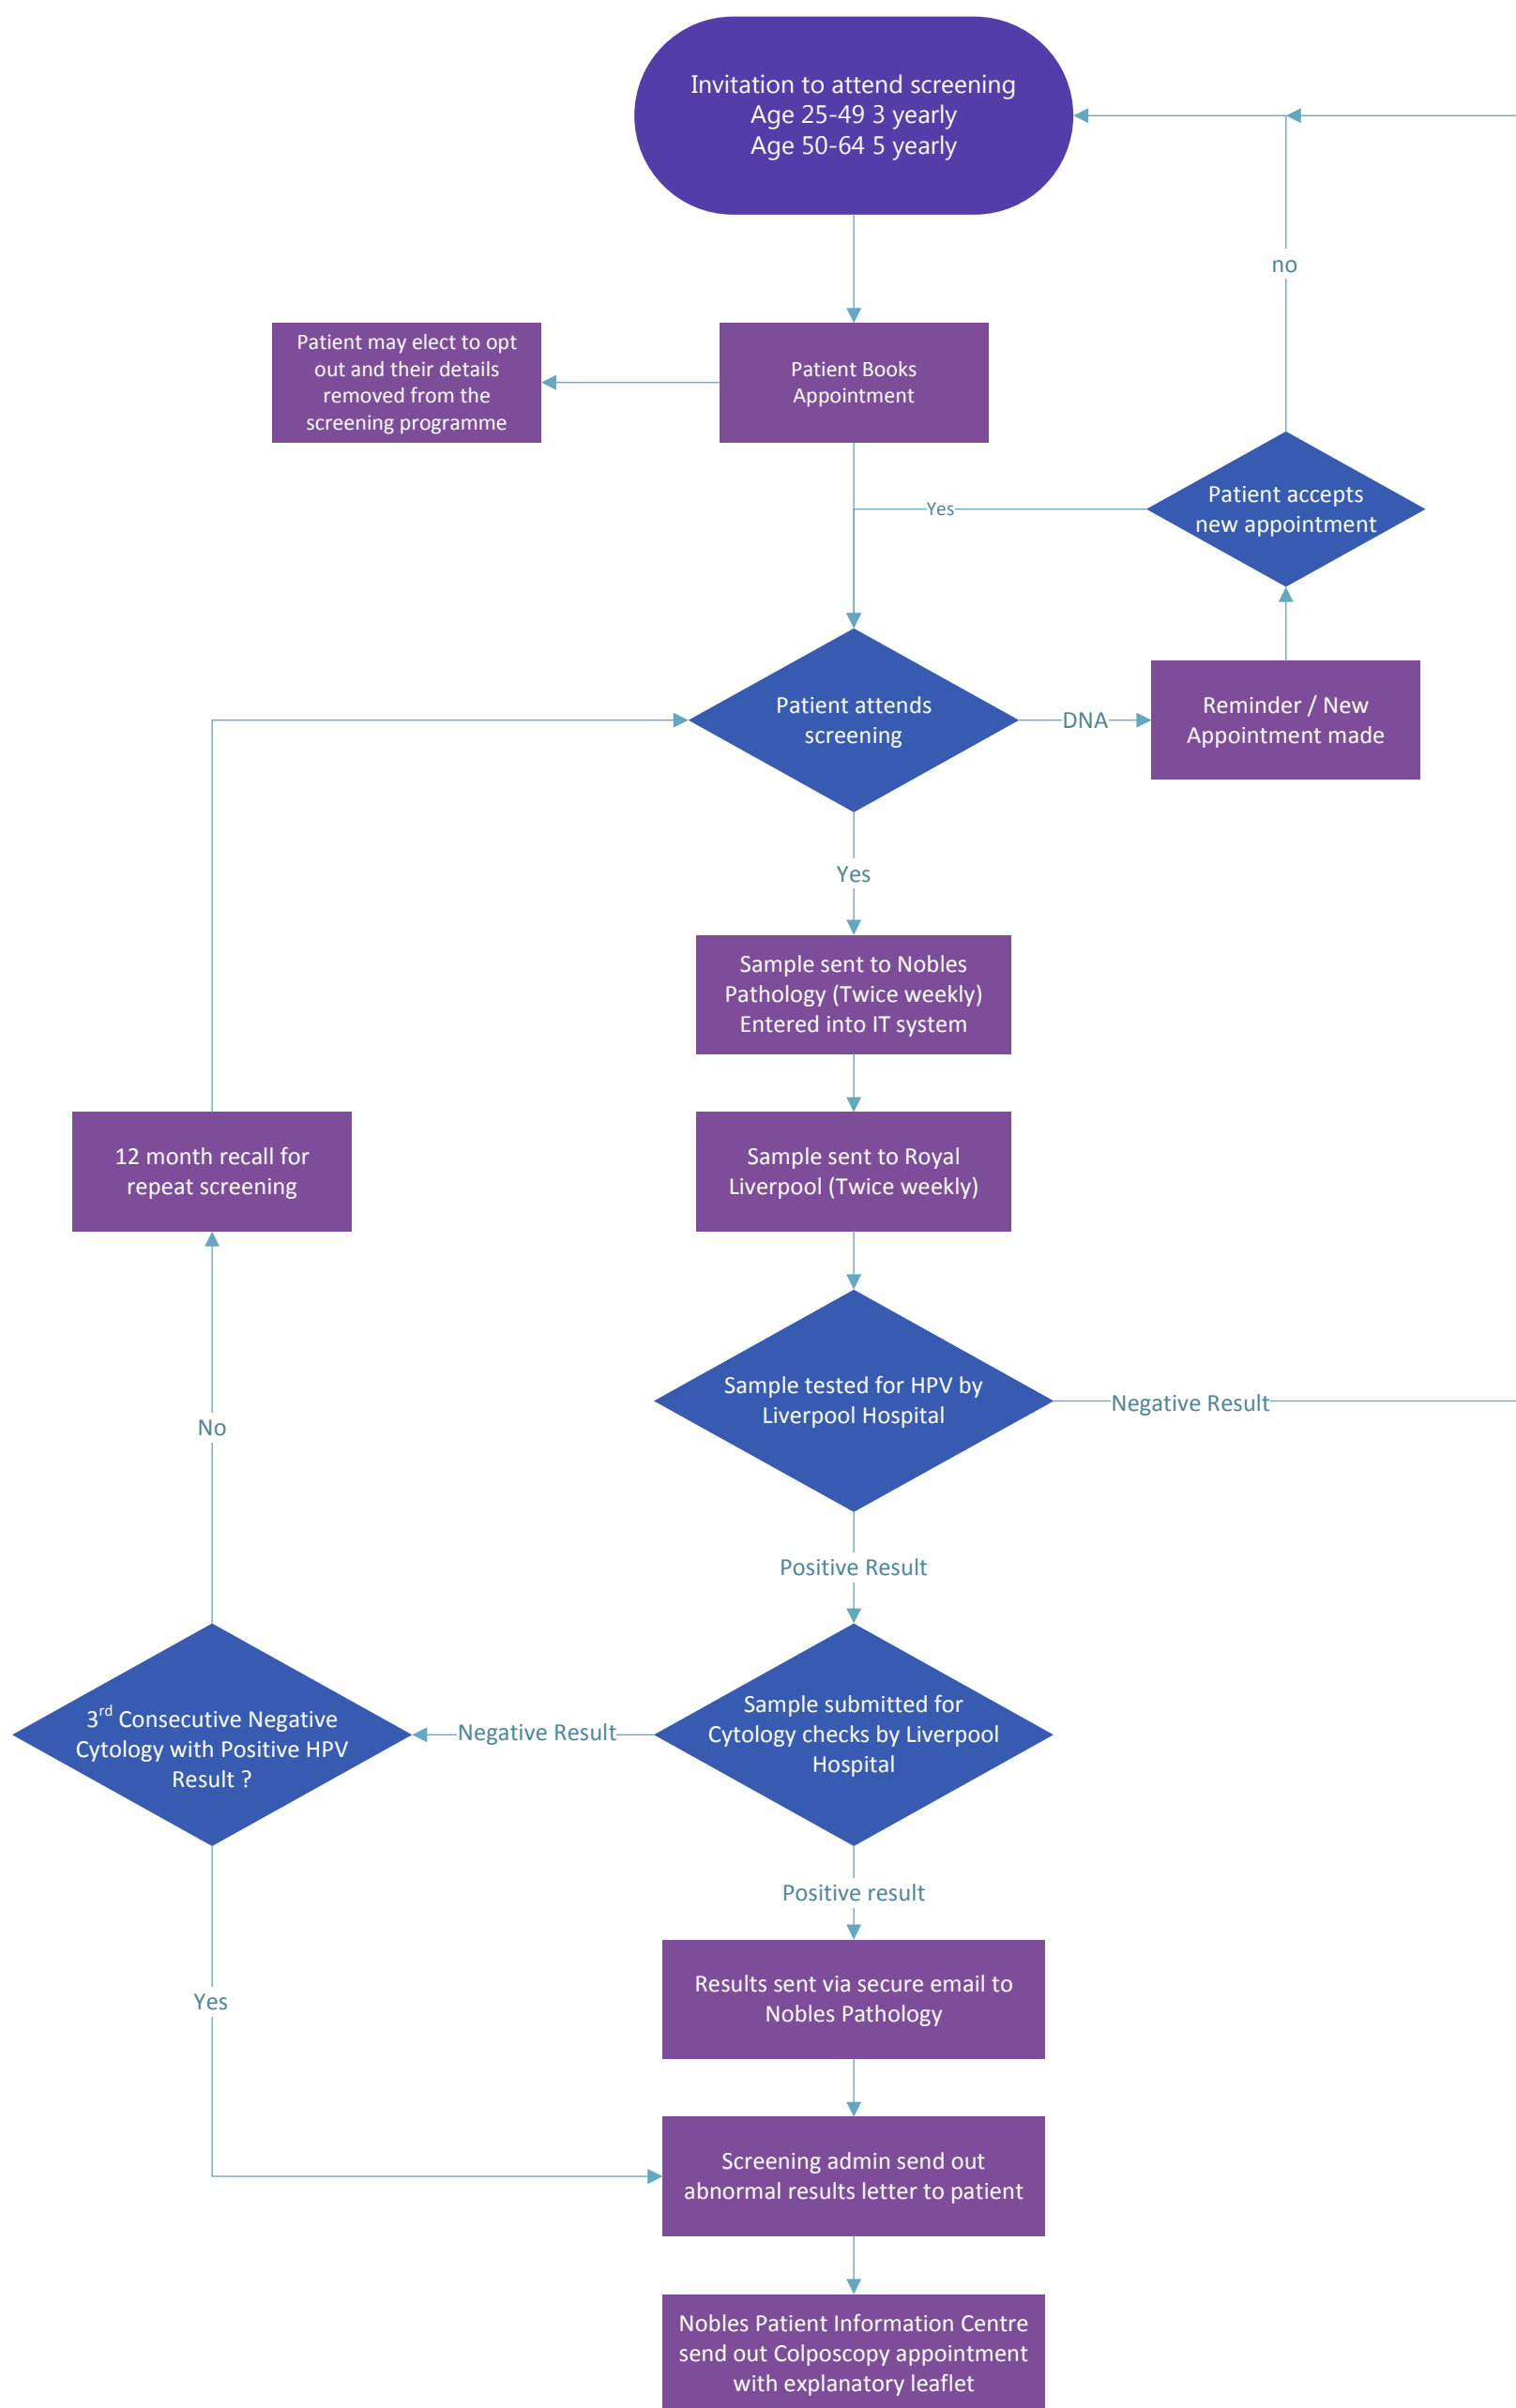 Invitation to attend screening
Age 25-49 3 yearly
Age 50-64 5 yearly
no
Patient may elect to opt
out and their details
removed from the
screening programme
Patient Books
Appointment
Patient accepts
new appointment
Yes
Patient attends
screening
DNA
Reminder / New
Appointment made
Yes
Sample sent to Nobles
Pathology (Twice weekly)
Entered into IT system
12 month recall for
repeat screening
Sample sent to Royal
Liverpool (Twice weekly)
Sample tested for HPV by
Liverpool Hospital
Negative Result
No
Positive Result
3rd Consecutive Negative
Cytology with Positive HPV
Result ?
Negative Result
Sample submitted for
Cytology checks by Liverpool
Hospital
Positive result
Yes
Results sent via secure email to
Nobles Pathology
Screening admin send out
abnormal results letter to patient
Nobles Patient Information Centre
send out Colposcopy appointment
with explanatory leaflet